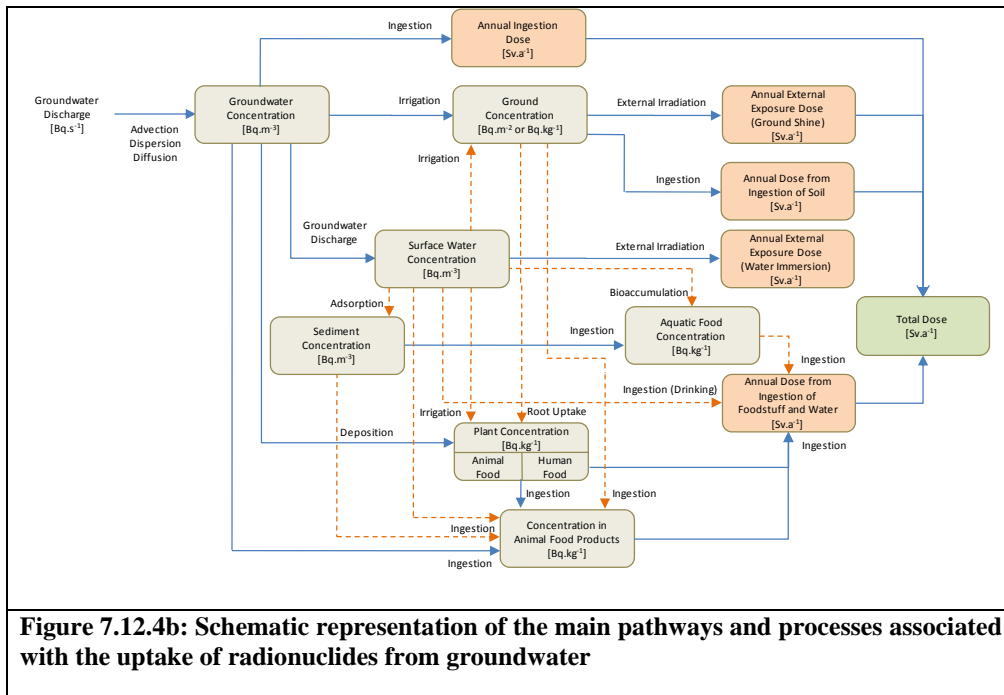 Ingestion
Annual Ingestion
Dose
[Sv.a⁻¹]
Groundwater
Discharge
[Bq.s⁻¹]
Advection
Dispersion
Diffusion
Groundwater
Concentration
[Bq.m⁻³]
Irrigation
Ground
Concentration
[Bq.m⁻² or Bq.kg⁻¹]
External Irradiation
Annual External
Exposure Dose
(Ground Shine)
[Sv.a⁻¹]
Irrigation
Ingestion
Annual Dose from
Ingestion of Soil
[Sv.a⁻¹]
Groundwater
Discharge
Surface Water
Concentration
[Bq.m⁻³]
External Irradiation
Annual External
Exposure Dose
(Water Immersion)
[Sv.a⁻¹]
Adsorption
Bioaccumulation
Sediment
Concentration
[Bq.m⁻³]
Ingestion
Aquatic Food
Concentration
[Bq.kg⁻¹]
Total Dose
[Sv.a⁻¹]
Ingestion
Ingestion (Drinking)
Annual Dose from
Ingestion of
Foodstuff and Water
[Sv.a⁻¹]
Irrigation
Root Uptake
Deposition
Plant Concentration
[Bq.kg⁻¹]
Animal
Food
Human
Food
Ingestion
Ingestion
Ingestion
Ingestion
Ingestion
Concentration in
Animal Food Products
[Bq.kg⁻¹]
Figure 7.12.4b: Schematic representation of the main pathways and processes associated
with the uptake of radionuclides from groundwater